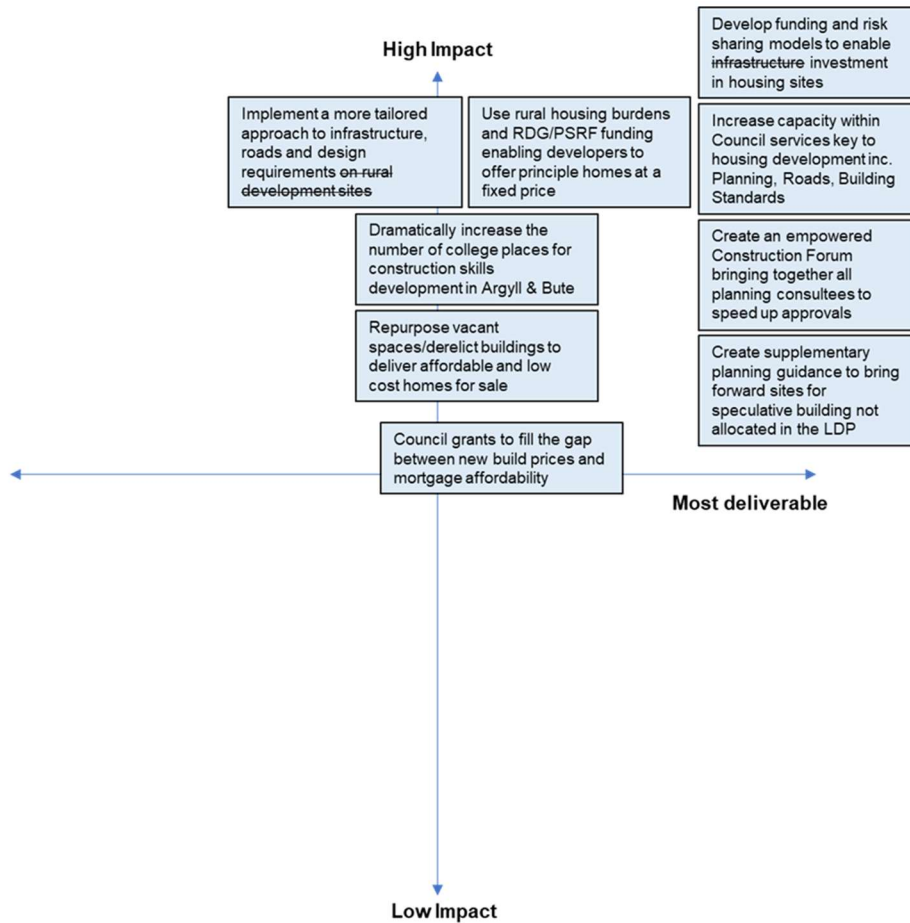 High Impact
Develop funding and risk
sharing models to enable
infrastructure investment
in housing sites
Implement a more tailored
approach to infrastructure,
roads and design
requirements on rural
development sites
Use rural housing burdens
and RDG/PSRF funding
enabling developers to
offer principle homes at a
fixed price
Increase capacity within
Council services key to
housing development inc.
Planning, Roads, Building
Standards
Dramatically increase the
number of college places for
construction skills
development in Argyll & Bute
Create an empowered
Construction Forum
bringing together all
planning consultees to
speed up approvals
Repurpose vacant
spaces/derelict buildings to
deliver affordable and low
cost homes for sale
Create supplementary
planning guidance to bring
forward sites for
speculative building not
allocated in the LDP
Council grants to fill the gap
between new build prices and
mortgage affordability
Most deliverable
Low Impact